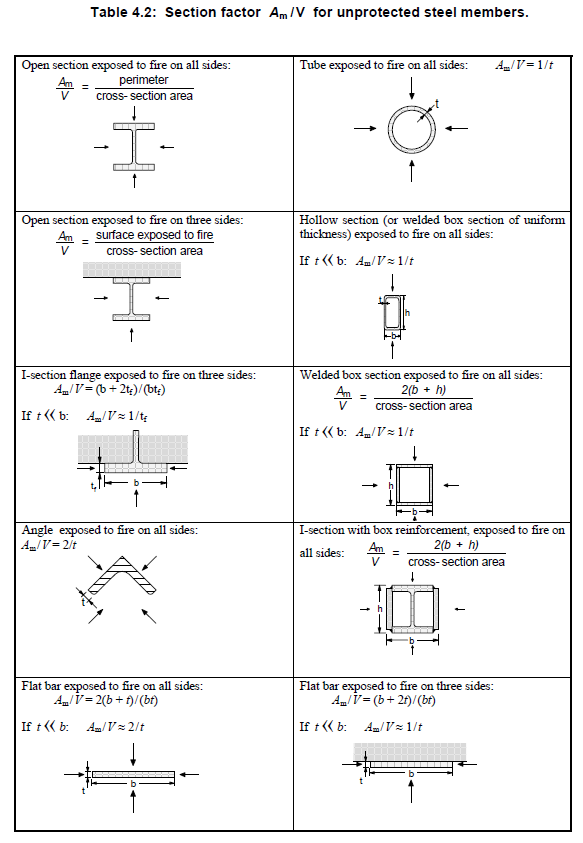 Table 4.2: Section factor Am/V for unprotected steel members.
Open section exposed to fire on all sides:
Am/V = perimeter / cross- section area
Tube exposed to fire on all sides: Am/V = 1/t
t
Open section exposed to fire on three sides:
Am/V = surface exposed to fire / cross- section area
Hollow section (or welded box section of uniform
thickness) exposed to fire on all sides:
If t << b: Am/V ≈ 1/t
t
h
b
I-section flange exposed to fire on three sides:
Am/V = (b + 2tf)/(btf)
If t << b: Am/V ≈ 1/tf
tf
b
Welded box section exposed to fire on all sides:
Am/V = 2(b + h) / cross- section area
If t << b: Am/V ≈ 1/t
h
b
Angle exposed to fire on all sides:
Am/V = 2/t
t
I-section with box reinforcement, exposed to fire on
all sides: Am/V = 2(b + h) / cross- section area
h
b
Flat bar exposed to fire on all sides:
Am/V = 2(b + t)/(bt)
If t << b: Am/V ≈ 2/t
t
b
Flat bar exposed to fire on three sides:
Am/V = (b + 2t)/(bt)
If t << b: Am/V ≈ 1/t
t
b